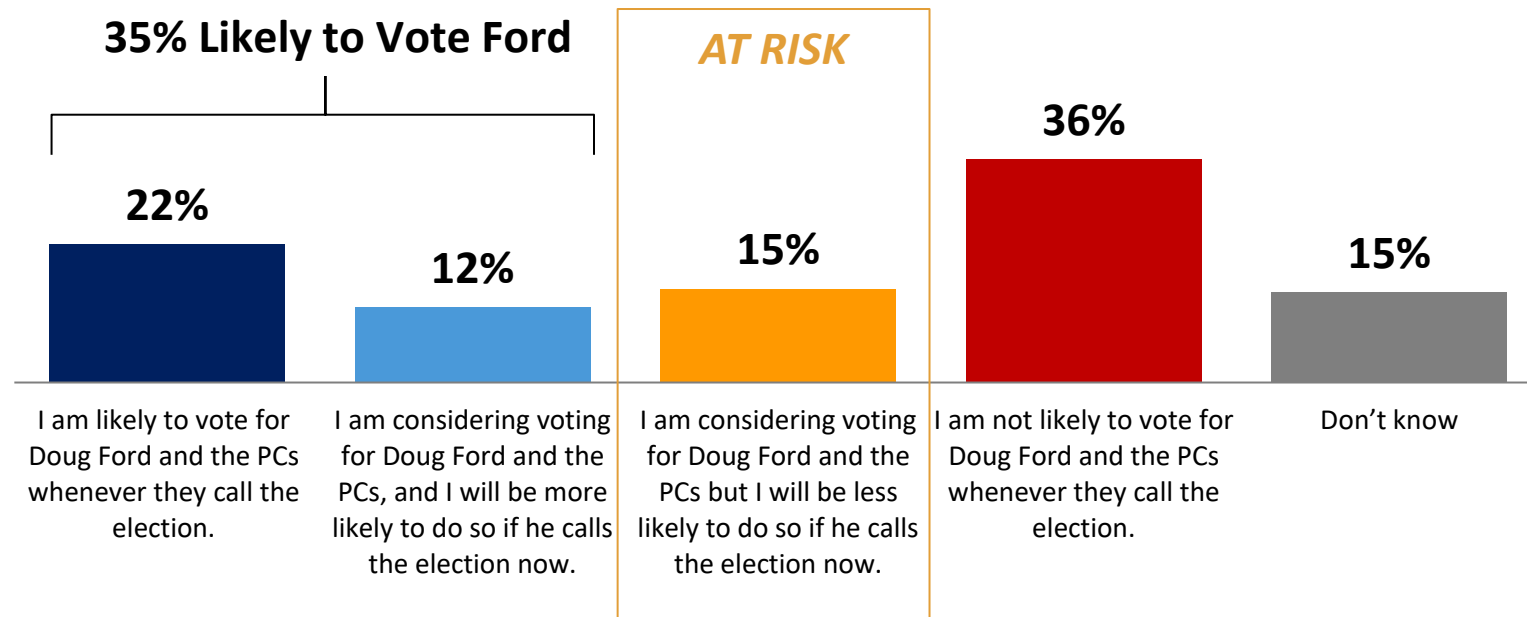 35% Likely to Vote Ford
AT RISK
22%
12%
15%
36%
15%
I am likely to vote for
Doug Ford and the PCs
whenever they call the
election.
I am considering voting
for Doug Ford and the
PCs, and I will be more
likely to do so if he calls
the election now.
I am considering voting
for Doug Ford and the
PCs but I will be less
likely to do so if he calls
the election now.
I am not likely to vote for
Doug Ford and the PCs
whenever they call the
election.
Don’t know